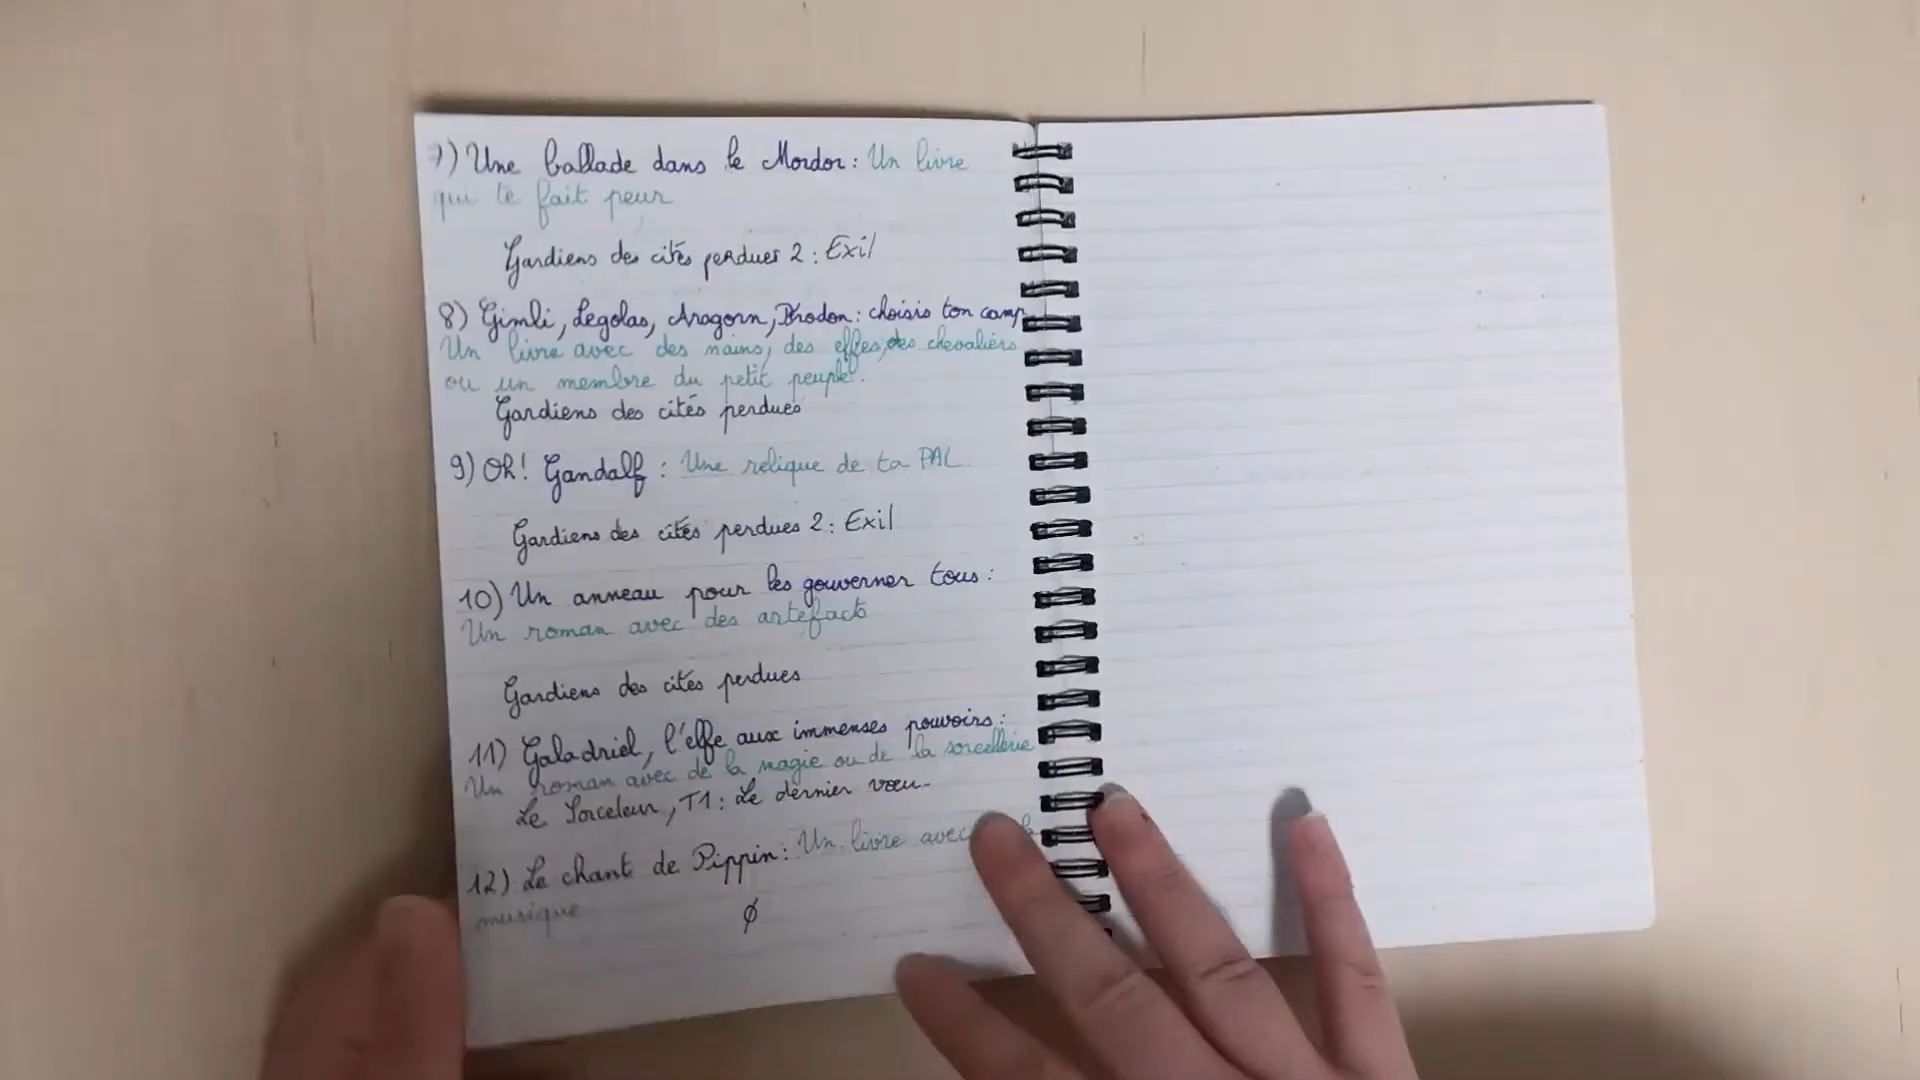 7) Une ballade dans le Mordor : Un livre
qui te fait peur
Gardiens des cités perdues 2 : Exil
8) Gimli, Legolas, Aragorn, Frodon : choisis ton camp
Un livre avec des nains, des elfes, des chevaliers
ou un membre du petit peuple.
Gardiens des cités perdues
9) Oh! Gandalf : Une relique de ta PAL
Gardiens des cités perdues 2 : Exil
10) Un anneau pour les gouverner tous :
Un roman avec des artefacts
Gardiens des cités perdues
11) Galadriel, l'elfe aux immenses pouvoirs :
Un roman avec de la magie ou de la sorcellerie
Le Sorceleur, T1 : Le dernier vœu.
12) Le chant de Pippin : Un livre avec
musique
Ø